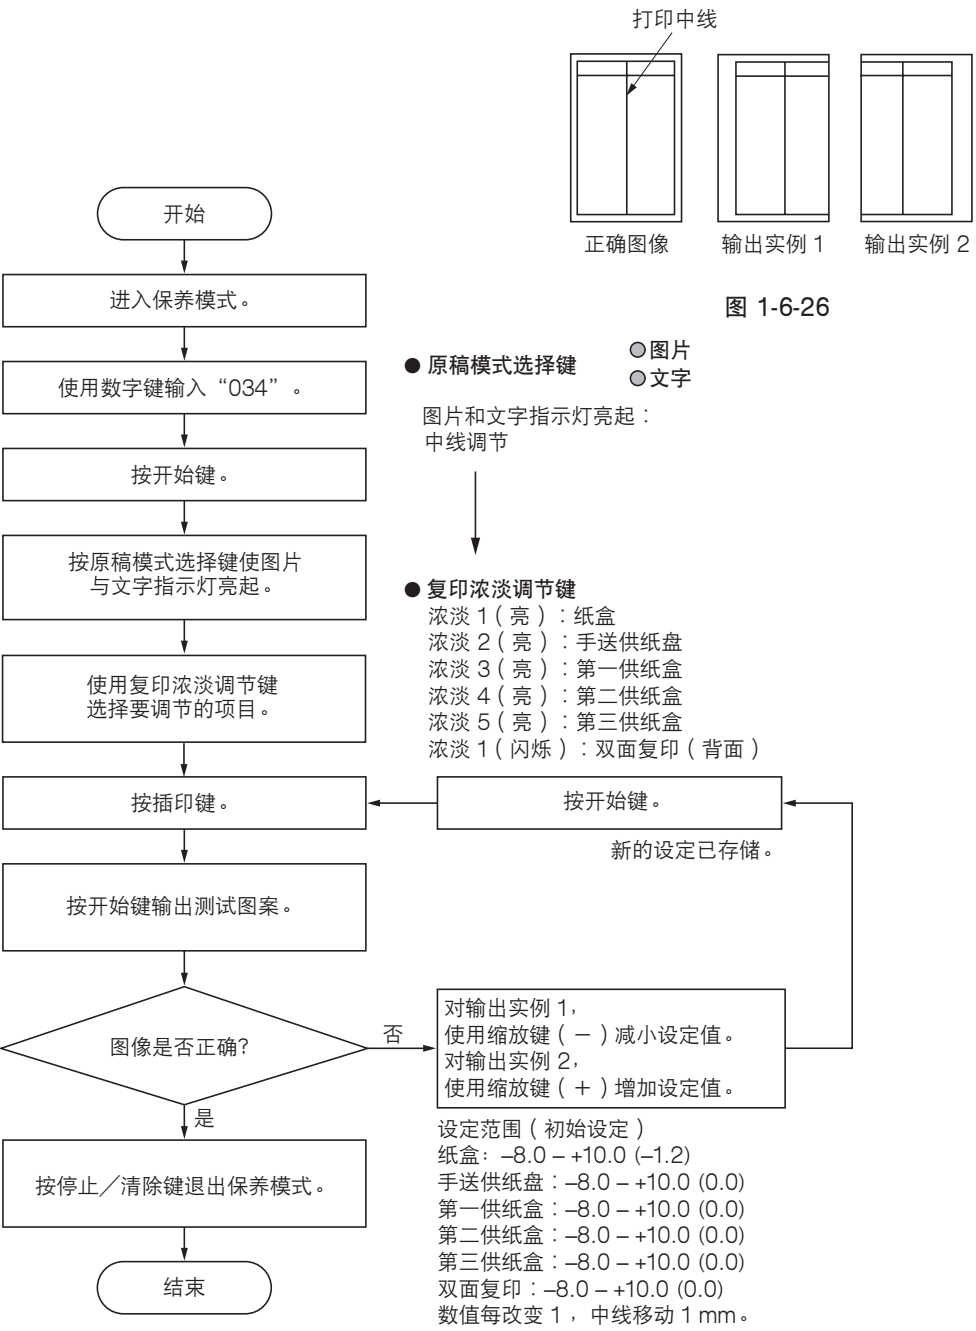 打印中线
正确图像
输出实例 1
输出实例 2
图 1-6-26
开始
进入保养模式。
使用数字键输入“034”。
按开始键。
按原稿模式选择键使图片
与文字指示灯亮起。
使用复印浓淡调节键
选择要调节的项目。
按插印键。
按开始键输出测试图案。
图像是否正确?
是
否
按停止／清除键退出保养模式。
结束
● 原稿模式选择键
图片
文字
图片和文字指示灯亮起：
中线调节
● 复印浓淡调节键
浓淡 1（亮）：纸盒
浓淡 2（亮）：手送供纸盘
浓淡 3（亮）：第一供纸盒
浓淡 4（亮）：第二供纸盒
浓淡 5（亮）：第三供纸盒
浓淡 1（闪烁）：双面复印（背面）
按开始键。
新的设定已存储。
对输出实例 1，
使用缩放键（－）减小设定值。
对输出实例 2，
使用缩放键（＋）增加设定值。
设定范围（初始设定）
纸盒：–8.0 – +10.0 (–1.2)
手送供纸盘：–8.0 – +10.0 (0.0)
第一供纸盒：–8.0 – +10.0 (0.0)
第二供纸盒：–8.0 – +10.0 (0.0)
第三供纸盒：–8.0 – +10.0 (0.0)
双面复印：–8.0 – +10.0 (0.0)
数值每改变 1，中线移动 1 mm。